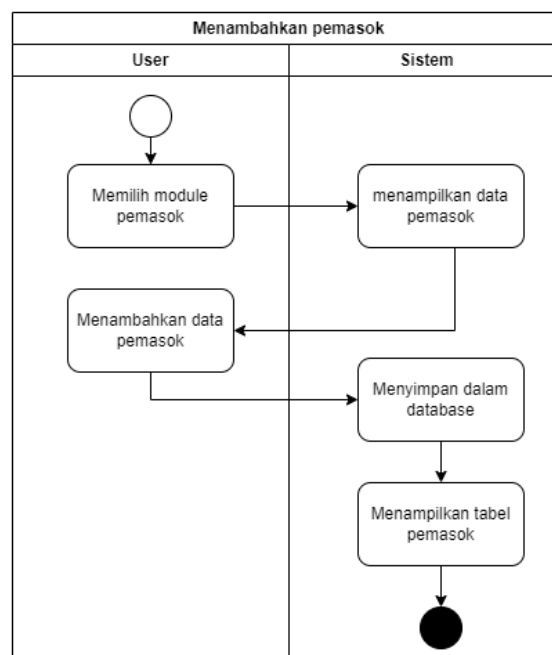 Menambahkan pemasok
User
Sistem
Memilih module
pemasok
menampilkan data
pemasok
Menambahkan data
pemasok
Menyimpan dalam
database
Menampilkan tabel
pemasok